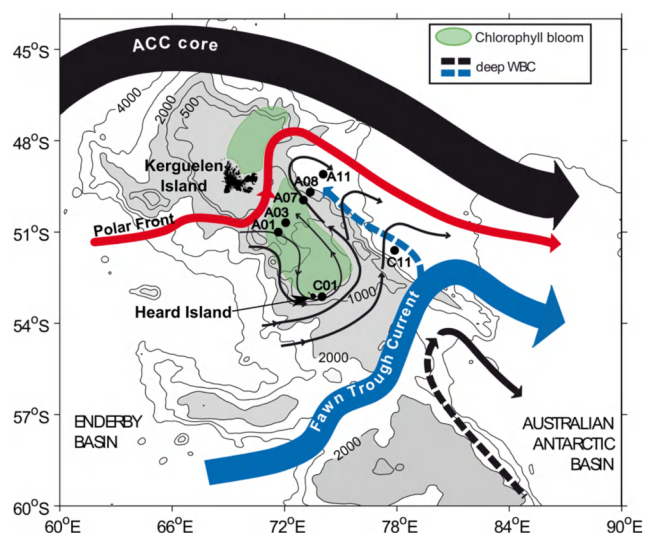 45°S
48°S
51°S
54°S
57°S
60°S
60°E
66°E
72°E
78°E
84°E
90°E
ACC core
Chlorophyll bloom
deep WBC
4000
2000
500
Kerguelen
Island
Polar Front
A11
A08
A07
A03
A01
C11
C01
1000
Heard Island
2000
Fawn Trough Current
2000
ENDERBY
BASIN
AUSTRALIAN
ANTARCTIC
BASIN